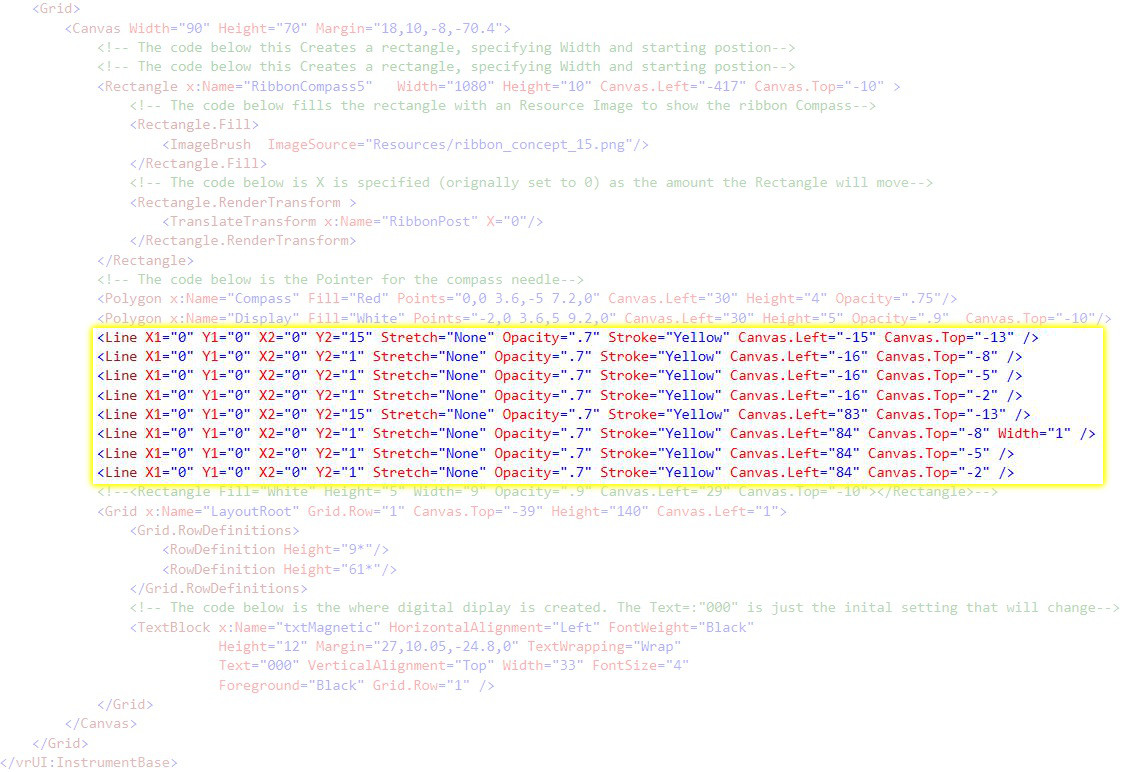 <Grid>
<Canvas Width="90" Height="70" Margin="18,10,-8,-70.4">
<!-- The code below this Creates a rectangle, specifying Width and starting postion-->
<!-- The code below this Creates a rectangle, specifying Width and starting postion-->
<Rectangle x:Name="RibbonCompass5"   Width="1080" Height="10" Canvas.Left="-417" Canvas.Top="-10" >
<!-- The code below fills the rectangle with an Resource Image to show the ribbon Compass-->
<Rectangle.Fill>
<ImageBrush  ImageSource="Resources/ribbon_concept_15.png"/>
</Rectangle.Fill>
<!-- The code below is X is specified (orignally set to 0) as the amount the Rectangle will move-->
<Rectangle.RenderTransform >
<TranslateTransform x:Name="RibbonPost" X="0"/>
</Rectangle.RenderTransform>
</Rectangle>
<!-- The code below is the Pointer for the compass needle-->
<Polygon x:Name="Compass" Fill="Red" Points="0,0 3.6,-5 7.2,0" Canvas.Left="30" Height="4" Opacity=".75"/>
<Polygon x:Name="Display" Fill="White" Points="-2,0 3.6,5 9.2,0" Canvas.Left="30" Height="5" Opacity=".9"  Canvas.Top="-10"/>
<Line X1="0" Y1="0" X2="0" Y2="15" Stretch="None" Opacity=".7" Stroke="Yellow" Canvas.Left="-15" Canvas.Top="-13" />
<Line X1="0" Y1="0" X2="0" Y2="1" Stretch="None" Opacity=".7" Stroke="Yellow" Canvas.Left="-16" Canvas.Top="-8" />
<Line X1="0" Y1="0" X2="0" Y2="1" Stretch="None" Opacity=".7" Stroke="Yellow" Canvas.Left="-16" Canvas.Top="-5" />
<Line X1="0" Y1="0" X2="0" Y2="1" Stretch="None" Opacity=".7" Stroke="Yellow" Canvas.Left="-16" Canvas.Top="-2" />
<Line X1="0" Y1="0" X2="0" Y2="15" Stretch="None" Opacity=".7" Stroke="Yellow" Canvas.Left="83" Canvas.Top="-13" />
<Line X1="0" Y1="0" X2="0" Y2="1" Stretch="None" Opacity=".7" Stroke="Yellow" Canvas.Left="84" Canvas.Top="-8" Width="1" />
<Line X1="0" Y1="0" X2="0" Y2="1" Stretch="None" Opacity=".7" Stroke="Yellow" Canvas.Left="84" Canvas.Top="-5" />
<Line X1="0" Y1="0" X2="0" Y2="1" Stretch="None" Opacity=".7" Stroke="Yellow" Canvas.Left="84" Canvas.Top="-2" />
<!--<Rectangle Fill="White" Height="5" Width="9" Opacity=".9" Canvas.Left="29" Canvas.Top="-10"></Rectangle>-->
<Grid x:Name="LayoutRoot" Grid.Row="1" Canvas.Top="-39" Height="140" Canvas.Left="1">
<Grid.RowDefinitions>
<RowDefinition Height="9*"/>
<RowDefinition Height="61*"/>
</Grid.RowDefinitions>
<!-- The code below is the where digital diplay is created. The Text=:"000" is just the inital setting that will change-->
<TextBlock x:Name="txtMagnetic" HorizontalAlignment="Left" FontWeight="Black"
Height="12" Margin="27,10.05,-24.8,0" TextWrapping="Wrap"
Text="000" VerticalAlignment="Top" Width="33" FontSize="4"
Foreground="Black" Grid.Row="1" />
</Grid>
</Canvas>
</Grid>
</vrUI:InstrumentBase>